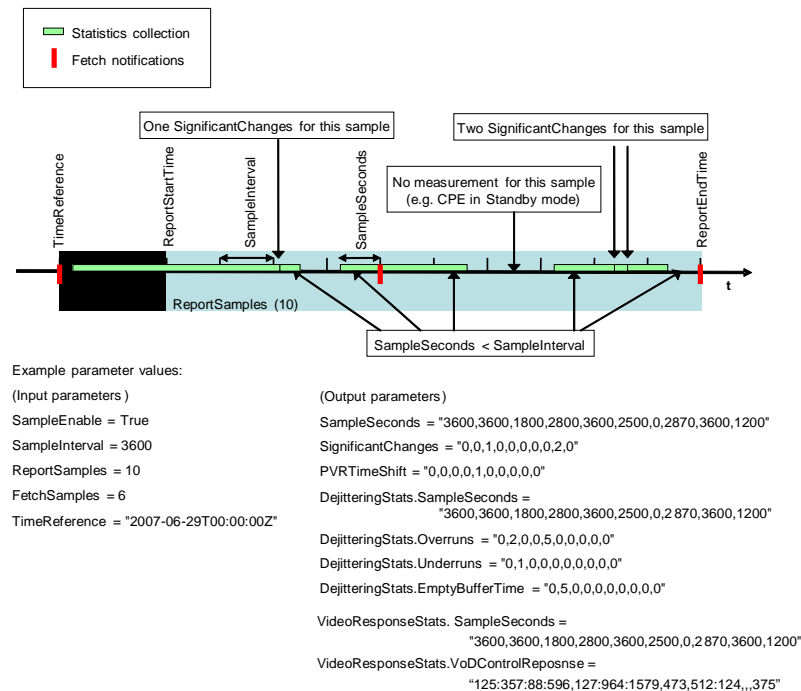 Statistics collection
Fetch notifications
One SignificantChanges for this sample
Two SignificantChanges for this sample
No measurement for this sample
(e.g. CPE in Standby mode)
TimeReference
ReportStartTime
SampleInterval
SampleSeconds
ReportEndTime
t
ReportSamples (10)
SampleSeconds < SampleInterval
Example parameter values:
(Input parameters)
SampleEnable = True
SampleInterval = 3600
ReportSamples = 10
FetchSamples = 6
TimeReference = "2007-06-29T00:00:00Z"
(Output parameters)
SampleSeconds = "3600,3600,1800,2800,3600,2500,0,2870,3600,1200"
SignificantChanges = "0,0,1,0,0,0,0,0,2,0"
PVRTimeShift = "0,0,0,0,1,0,0,0,0,0"
DejitteringStats.SampleSeconds =
"3600,3600,1800,2800,3600,2500,0,2870,3600,1200"
DejitteringStats.Overruns = "0,2,0,0,5,0,0,0,0,0"
DejitteringStats.Underruns = "0,1,0,0,0,0,0,0,0,0"
DejitteringStats.EmptyBufferTime = "0,5,0,0,0,0,0,0,0,0"
VideoResponseStats. SampleSeconds =
"3600,3600,1800,2800,3600,2500,0,2870,3600,1200"
VideoResponseStats.VoDControlReposnse =
“125:357:88:596,127:964:1579,473,512:124,,,375”